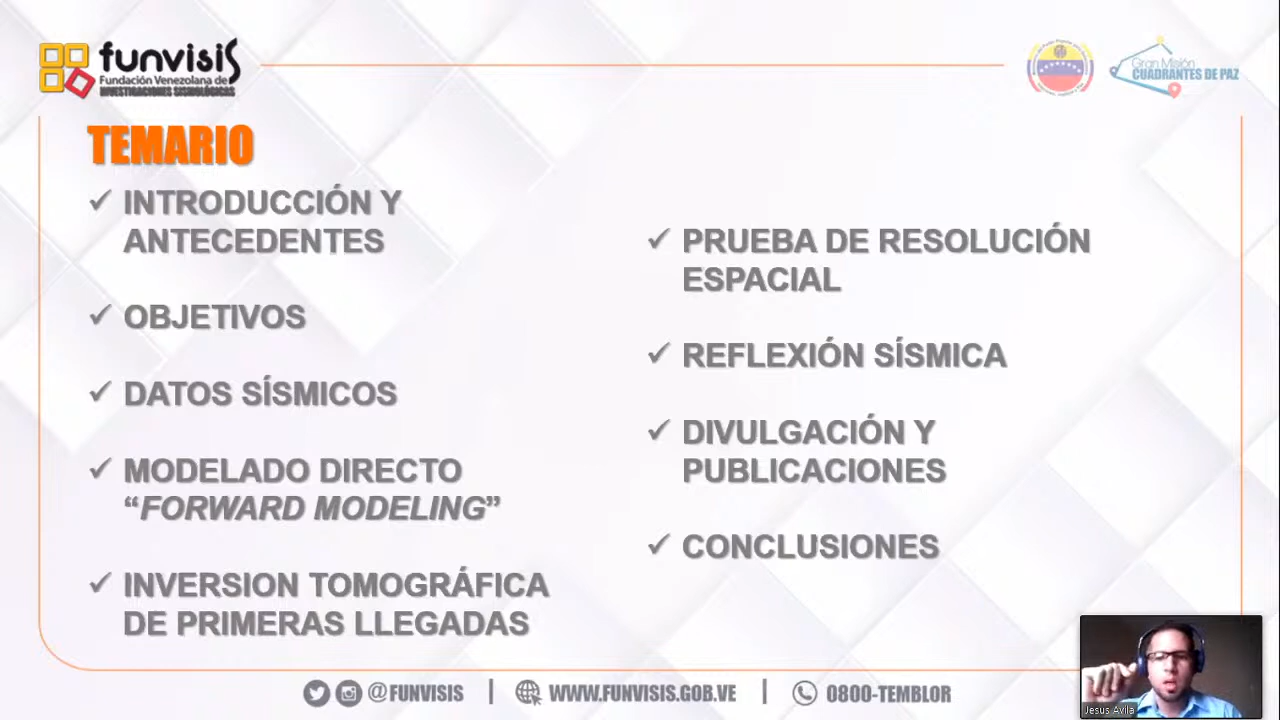 funvisis
Fundación Venezolana de
INVESTIGACIONES SISMOLÓGICAS
Gran Misión
CUADRANTES DE PAZ
TEMARIO
INTRODUCCIÓN Y
ANTECEDENTES
OBJETIVOS
DATOS SÍSMICOS
MODELADO DIRECTO
“FORWARD MODELING”
INVERSION TOMOGRÁFICA
DE PRIMERAS LLEGADAS
PRUEBA DE RESOLUCIÓN
ESPACIAL
REFLEXIÓN SÍSMICA
DIVULGACIÓN Y
PUBLICACIONES
CONCLUSIONES
@FUNVISIS | WWW.FUNVISIS.GOB.VE | 0800-TEMBLOR
Jesus Avila